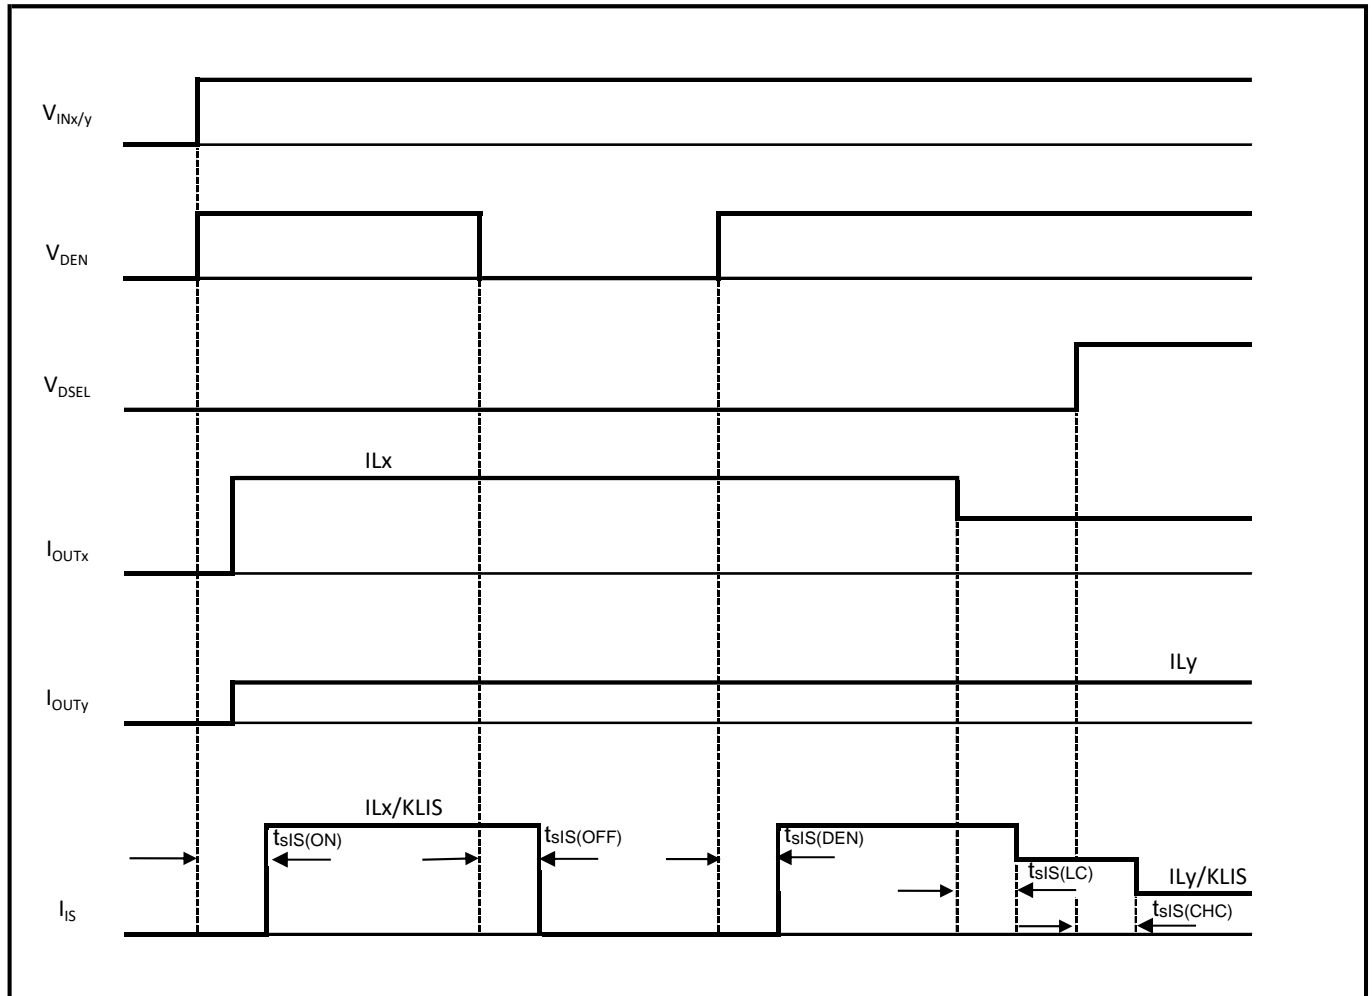 VINx/y
VDEN
VDSEL
ILx
IOUTx
ILy
IOUTy
ILx/KLIS
tsIS(ON)
tsIS(OFF)
tsIS(DEN)
tsIS(LC)
ILy/KLIS
tsIS(CHC)
IIS